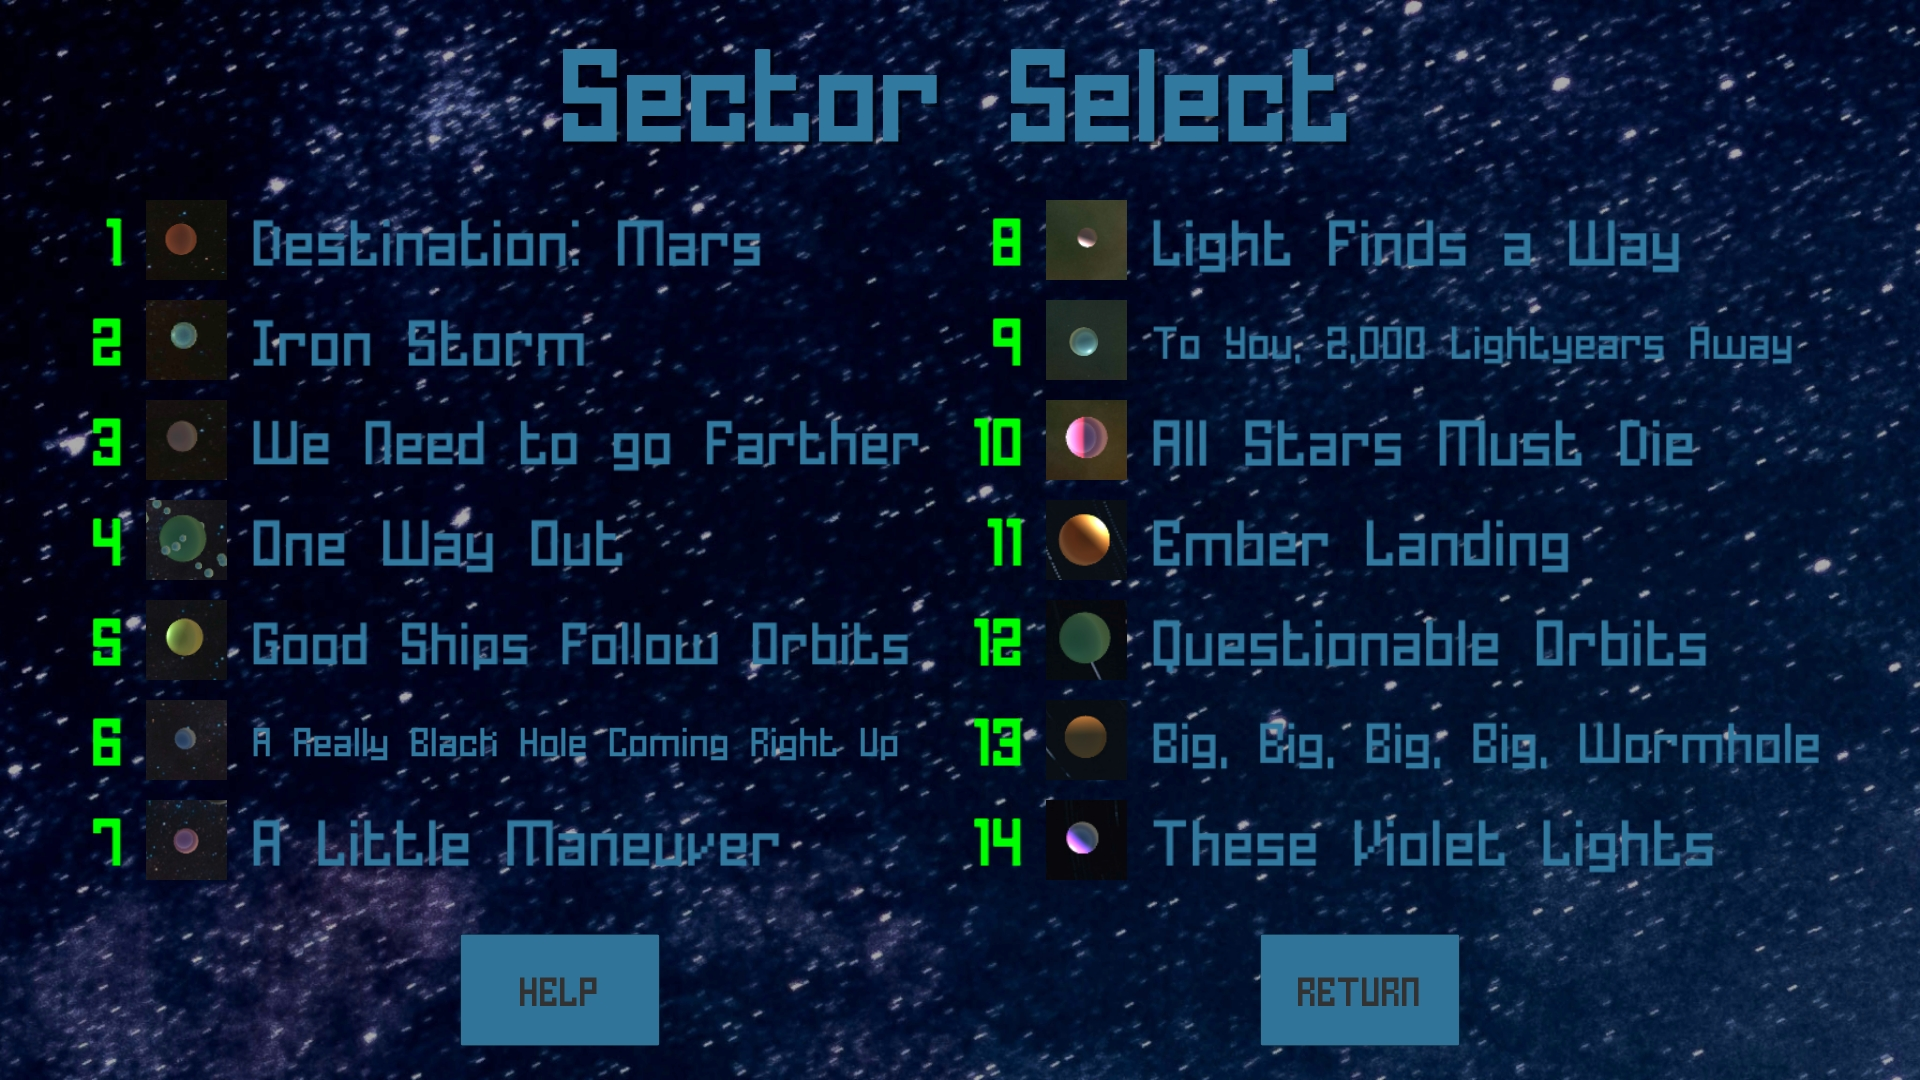 Sector Select
1 Destination: Mars
2 Iron Storm
3 We Need to go Farther
4 One Way Out
5 Good Ships Follow Orbits
6 A Really Black Hole Coming Right Up
7 A Little Maneuver
8 Light Finds a Way
9 To You, 2,000 Lightyears Away
10 All Stars Must Die
11 Ember Landing
12 Questionable Orbits
13 Big, Big, Big, Big, Wormhole
14 These Violet Lights
HELP
RETURN